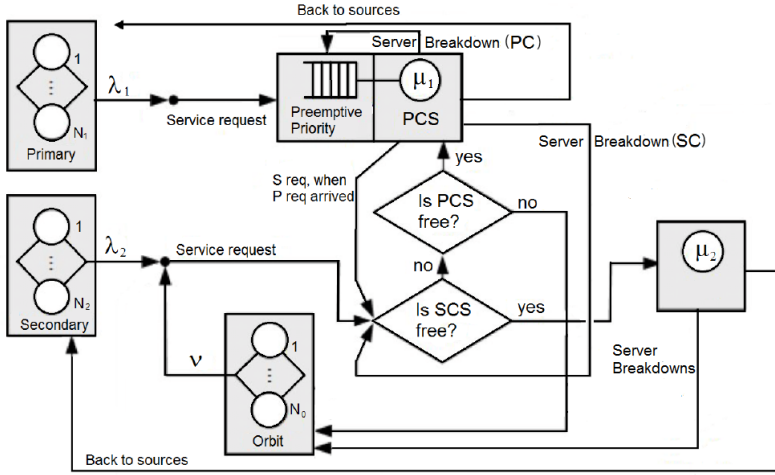 Back to sources
1
N₁
Primary
λ₁
Service request
Server Breakdown (PC)
Preemptive
Priority
μ₁
PCS
Server Breakdown (SC)
yes
S req, when
P req arrived
Is PCS
free?
no
1
N₂
Secondary
λ₂
Service request
no
Is SCS
free?
yes
μ₂
ν
1
N₀
Orbit
Server
Breakdowns
Back to sources